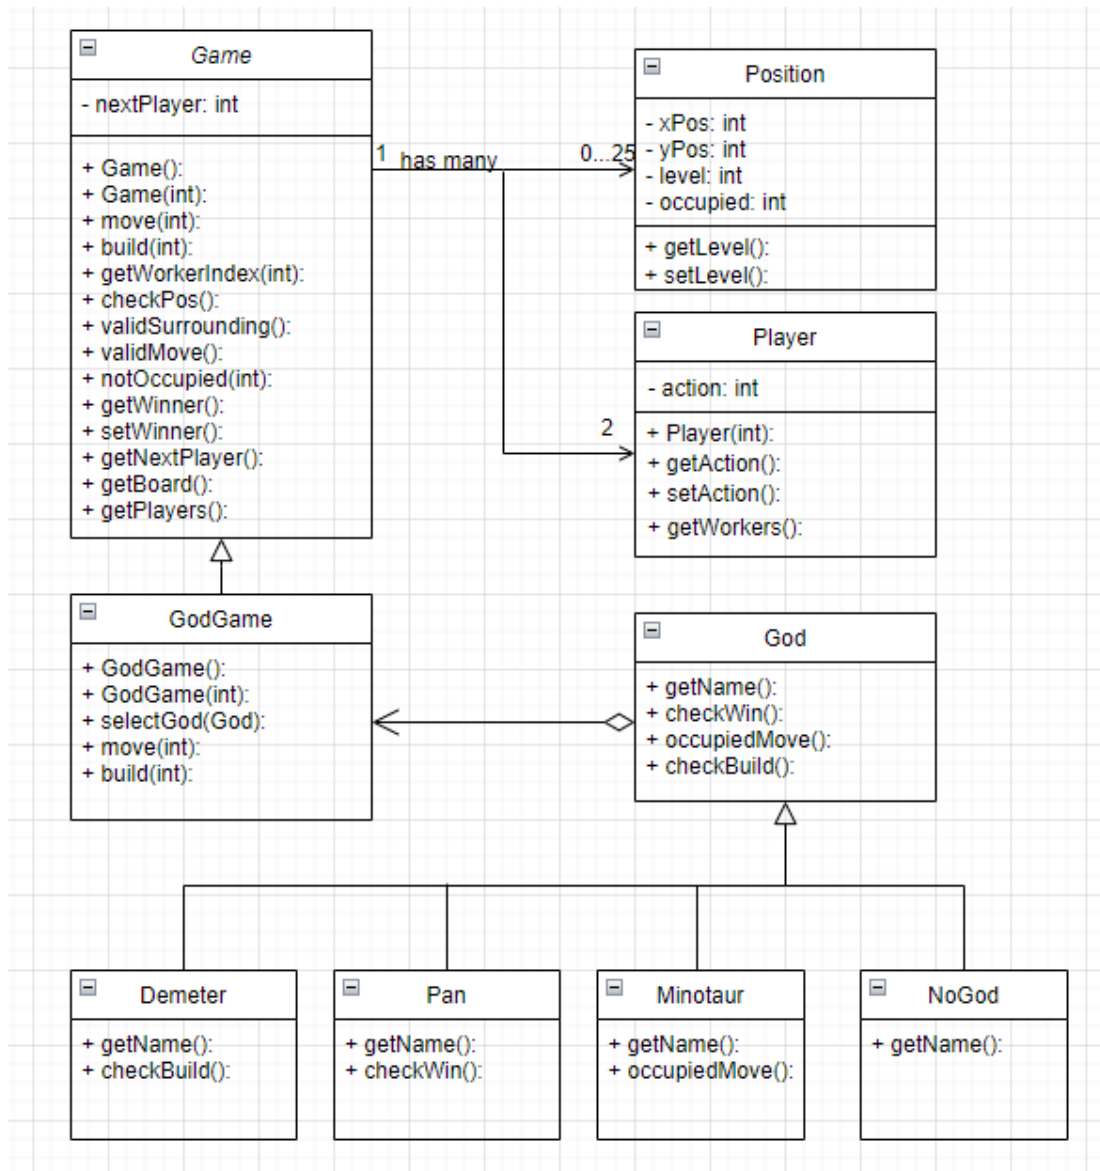 Game
- nextPlayer: int
+ Game():
+ Game(int):
+ move(int):
+ build(int):
+ getWorkerIndex(int):
+ checkPos():
+ validSurrounding():
+ validMove():
+ notOccupied(int):
+ getWinner():
+ setWinner():
+ getNextPlayer():
+ getBoard():
+ getPlayers():
1 has many 0...25
2
Position
- xPos: int
- yPos: int
- level: int
- occupied: int
+ getLevel():
+ setLevel():
Player
- action: int
+ Player(int):
+ getAction():
+ setAction():
+ getWorkers():
GodGame
+ GodGame():
+ GodGame(int):
+ selectGod(God):
+ move(int):
+ build(int):
God
+ getName():
+ checkWin():
+ occupiedMove():
+ checkBuild():
Demeter
+ getName():
+ checkBuild():
Pan
+ getName():
+ checkWin():
Minotaur
+ getName():
+ occupiedMove():
NoGod
+ getName():